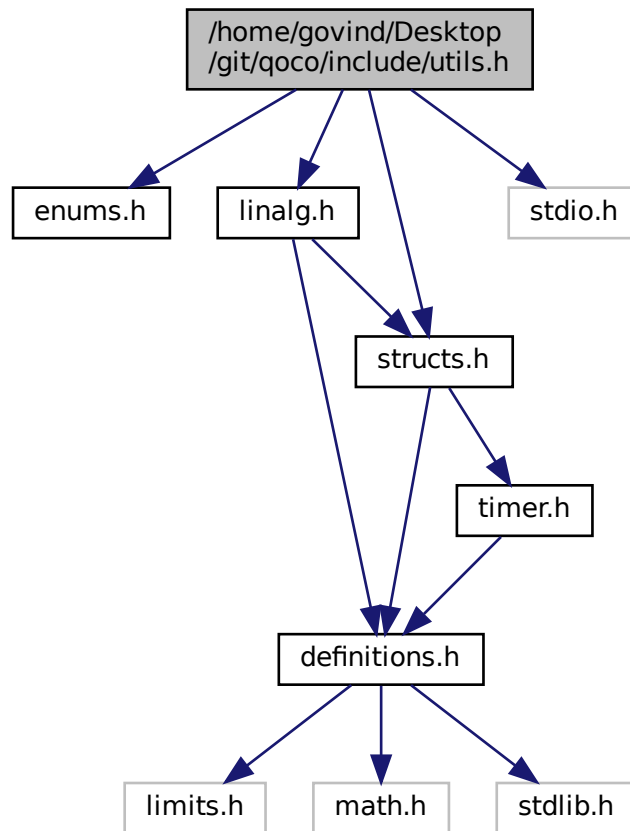 /home/govind/Desktop
/git/qoco/include/utils.h
enums.h
linalg.h
stdio.h
structs.h
timer.h
definitions.h
limits.h
math.h
stdlib.h